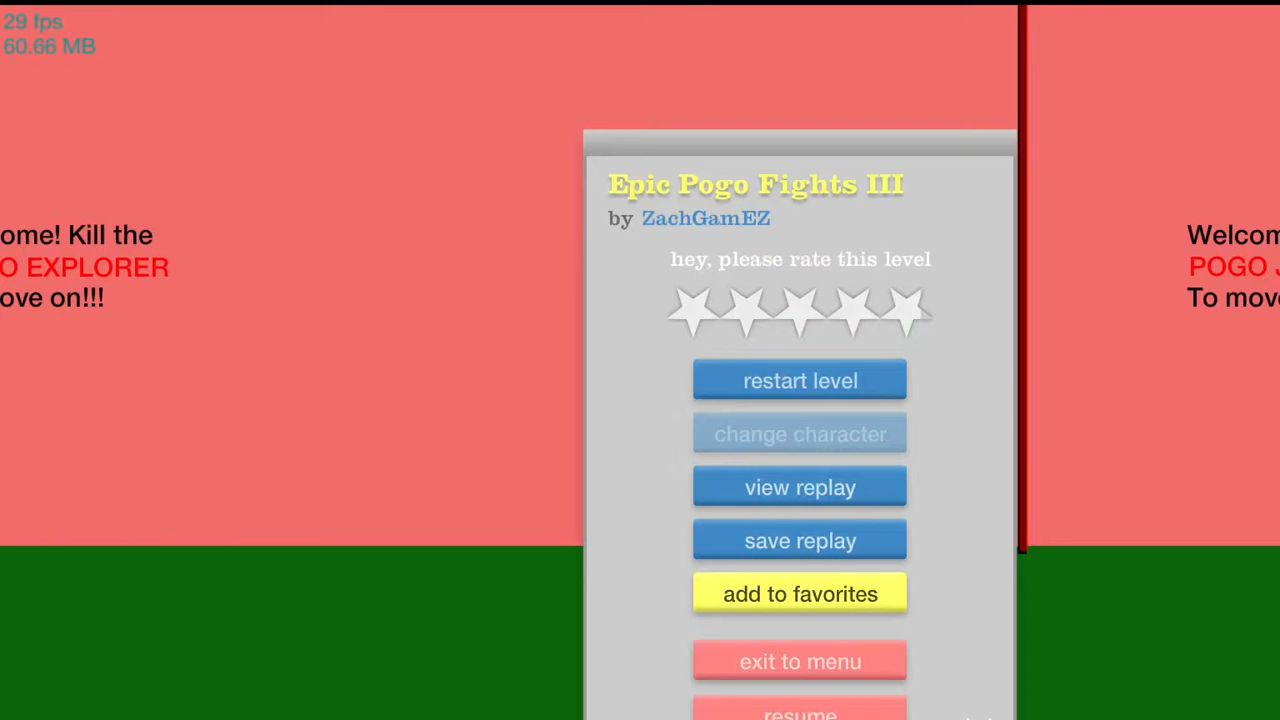 29 fps
60.66 MB
Epic Pogo Fights III
by ZachGamEZ
hey, please rate this level
ome! Kill the
O EXPLORER
ove on!!!
Welcom
POGO J
To move
restart level
change character
view replay
save replay
add to favorites
exit to menu
resume